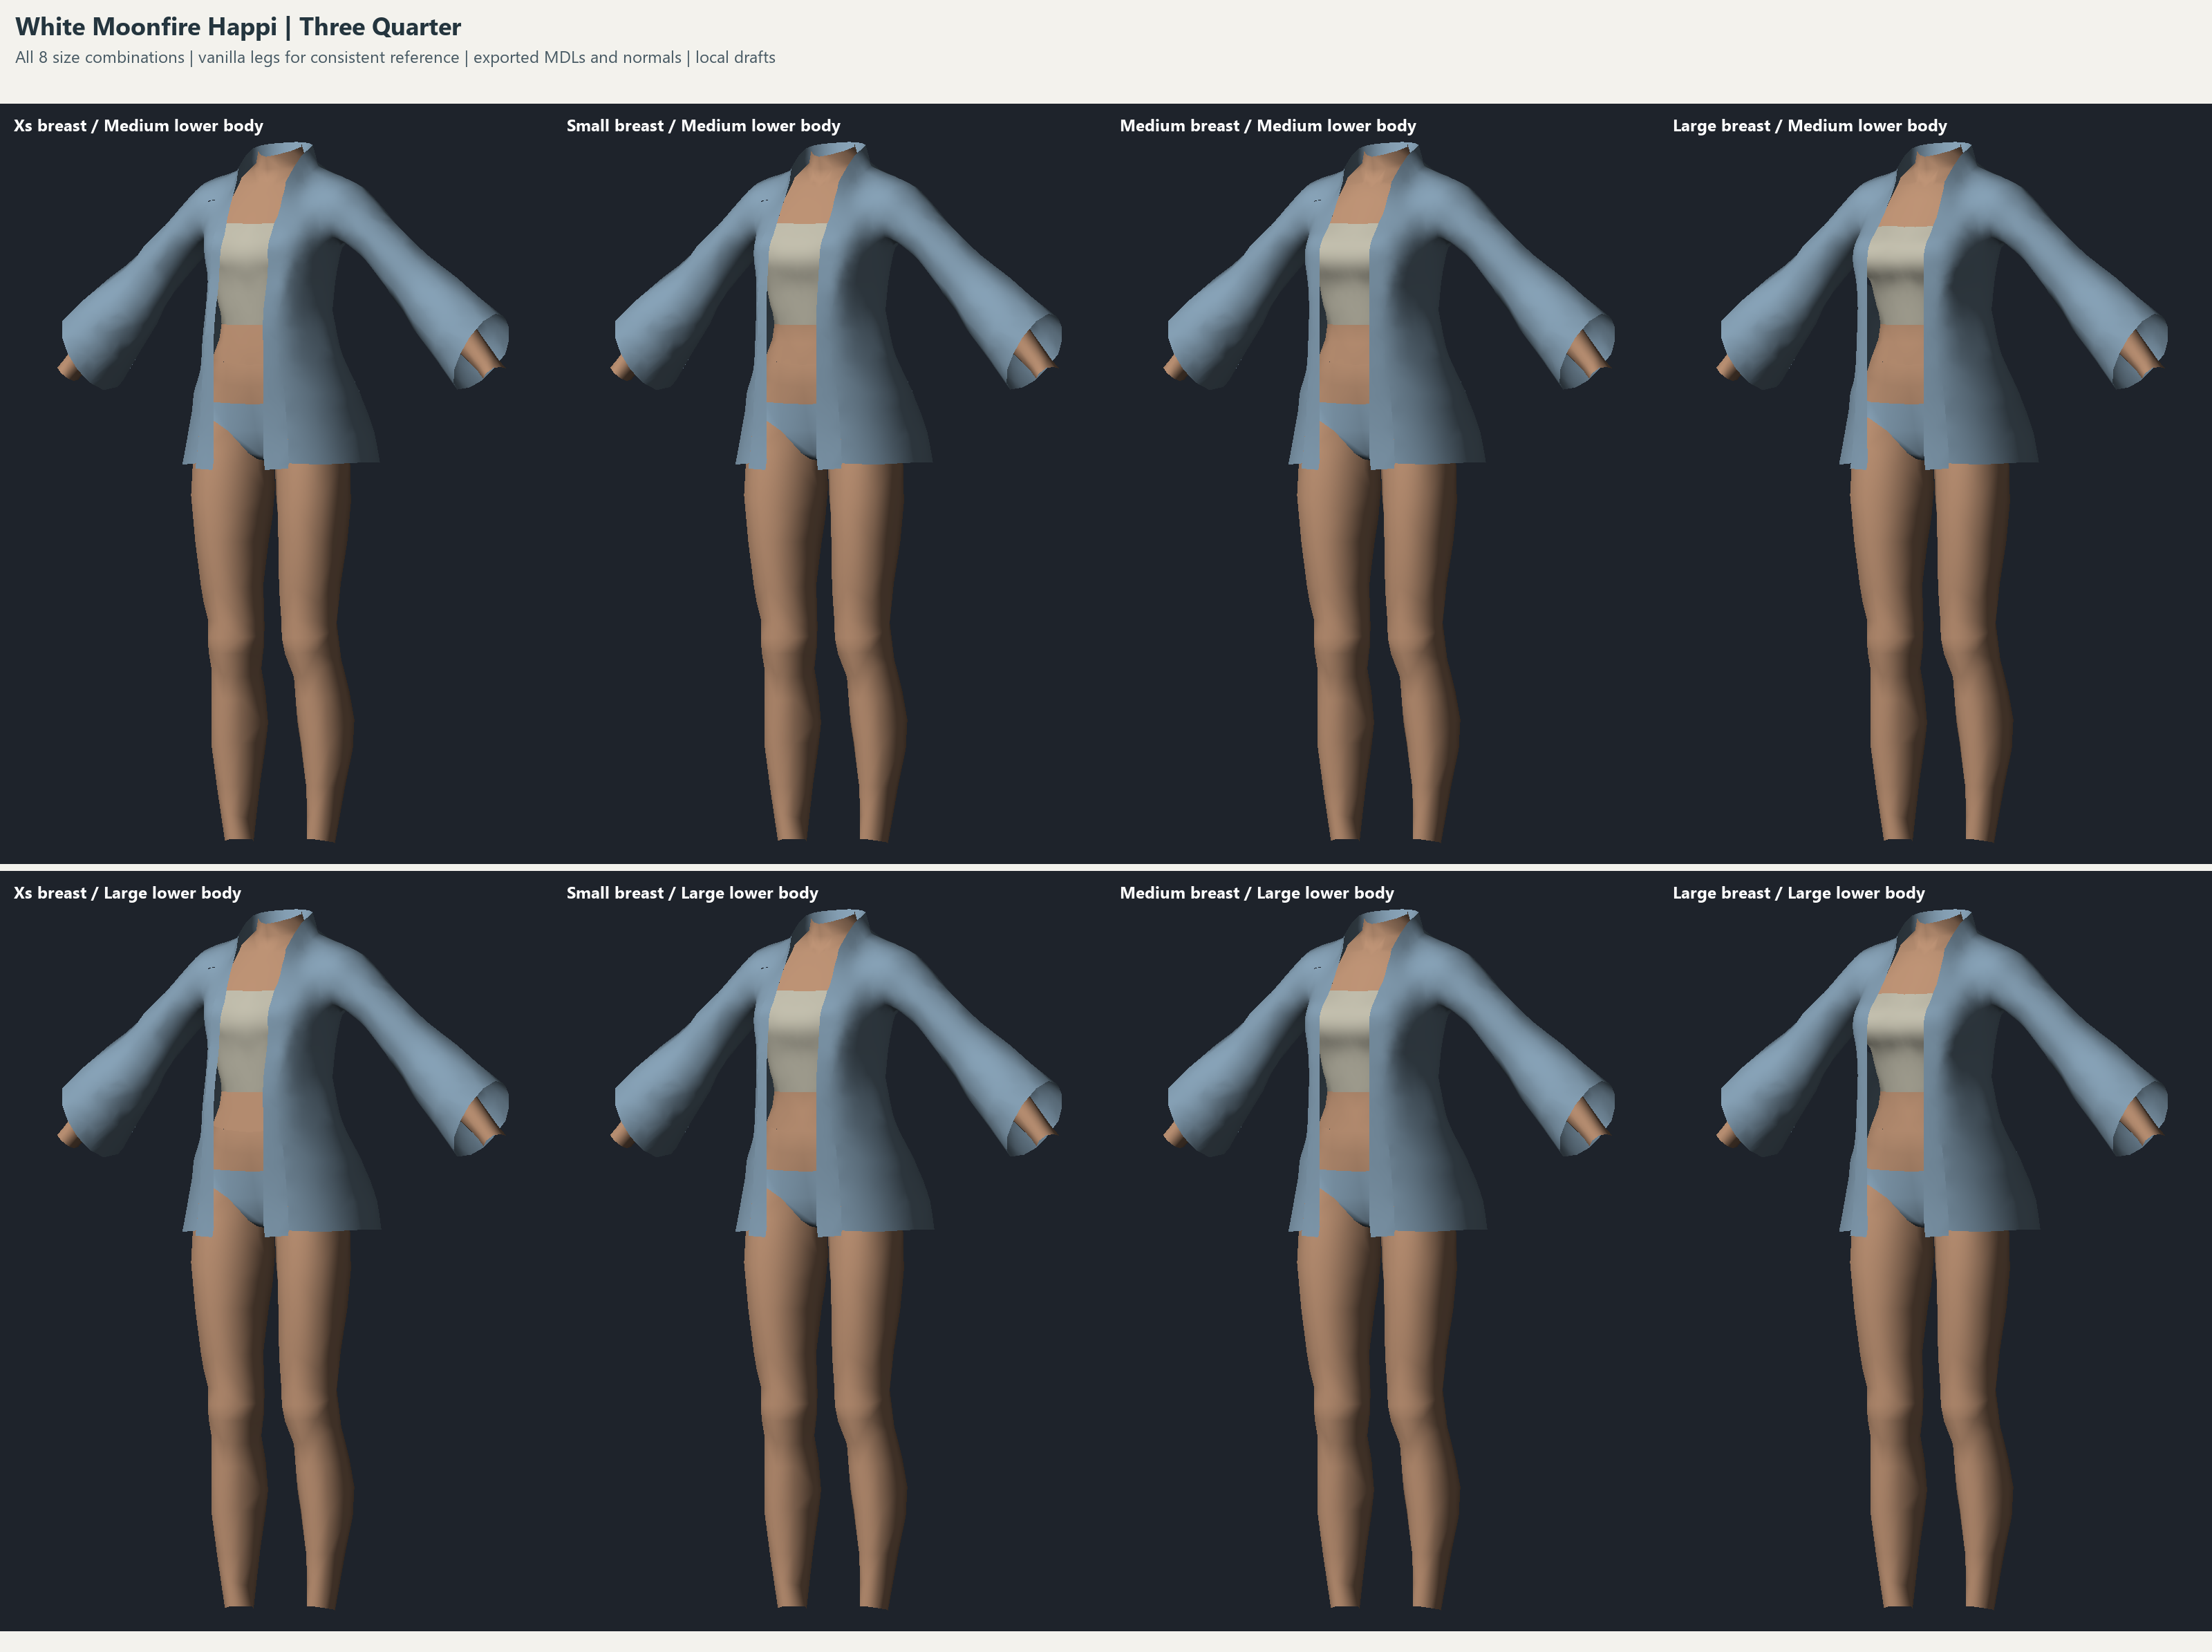 White Moonfire Happi | Three Quarter
All 8 size combinations | vanilla legs for consistent reference | exported MDLs and normals | local drafts
Xs breast / Medium lower body
Small breast / Medium lower body
Medium breast / Medium lower body
Large breast / Medium lower body
Xs breast / Large lower body
Small breast / Large lower body
Medium breast / Large lower body
Large breast / Large lower body